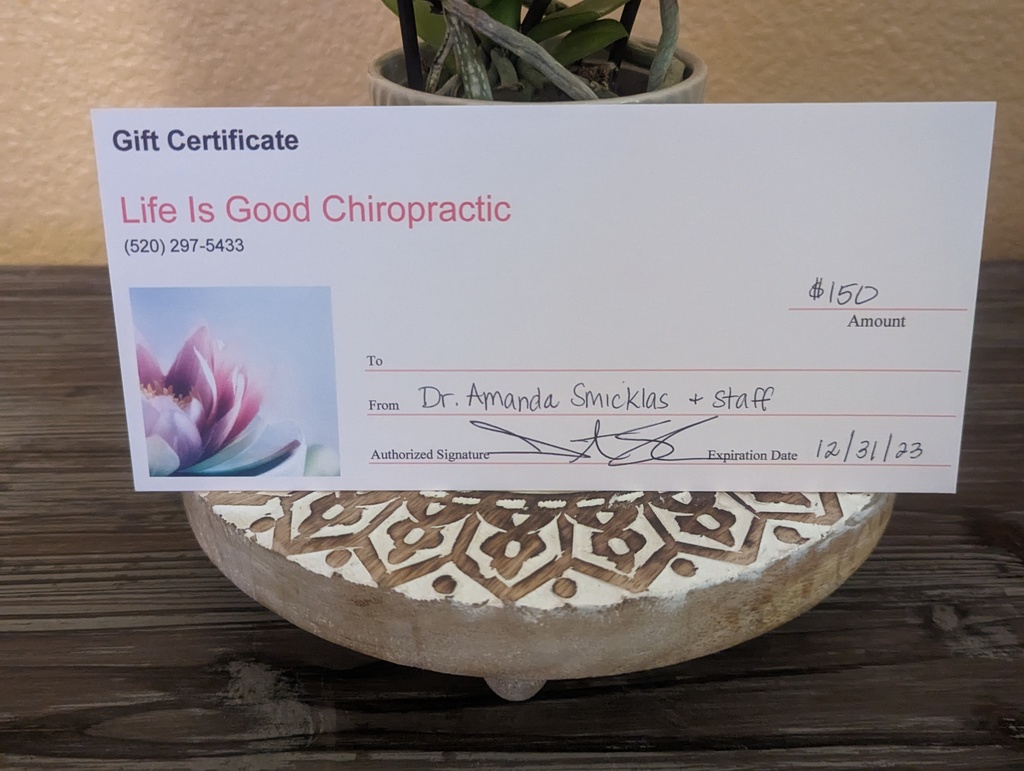 Gift Certificate
Life Is Good Chiropractic
(520) 297-5433
$150
Amount
To
From Dr. Amanda Smicklas + Staff
Authorized Signature Expiration Date 12/31/23